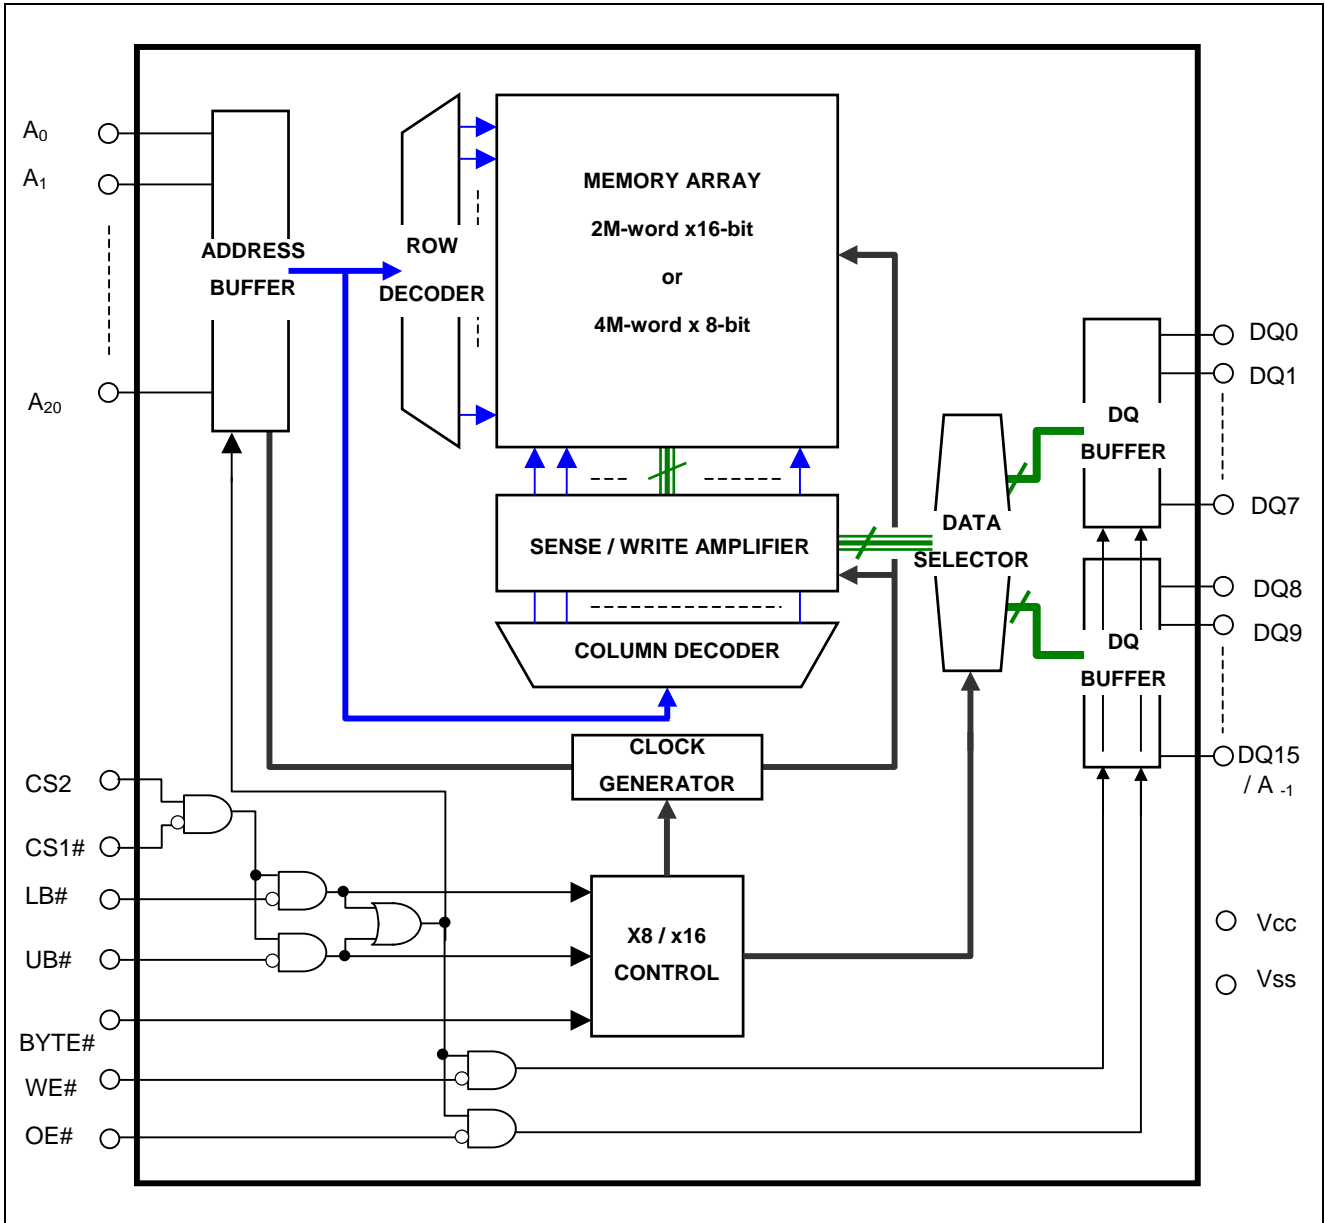 A0
A1
A20
ADDRESS
BUFFER
ROW
DECODER
MEMORY ARRAY
2M-word x16-bit
or
4M-word x 8-bit
SENSE / WRITE AMPLIFIER
COLUMN DECODER
CLOCK
GENERATOR
X8 / x16
CONTROL
DATA
SELECTOR
DQ
BUFFER
DQ
BUFFER
DQ0
DQ1
DQ7
DQ8
DQ9
DQ15
/ A -1
Vcc
Vss
CS2
CS1#
LB#
UB#
BYTE#
WE#
OE#